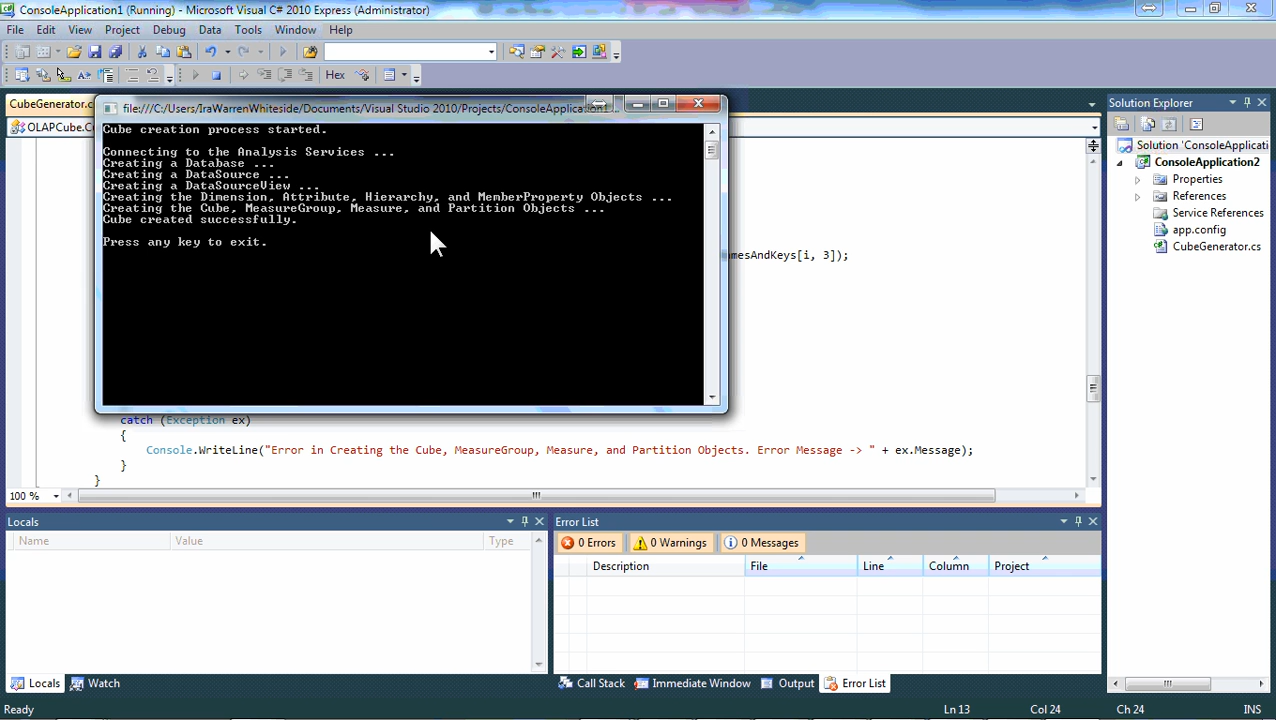 ConsoleApplication1 (Running) - Microsoft Visual C# 2010 Express (Administrator)
File Edit View Project Debug Data Tools Window Help
Hex
CubeGenerator.c
OLAPCube.Cu
file:///C:/Users/IraWarrenWhiteside/Documents/Visual Studio 2010/Projects/ConsoleApplication1...
Cube creation process started.
Connecting to the Analysis Services ...
Creating a Database ...
Creating a DataSource ...
Creating a DataSourceView ...
Creating the Dimension, Attribute, Hierarchy, and MemberProperty Objects ...
Creating the Cube, MeasureGroup, Measure, and Partition Objects ...
Cube created successfully.
Press any key to exit.
mesAndKeys[i, 3]);
catch (Exception ex)
{
Console.WriteLine("Error in Creating the Cube, MeasureGroup, Measure, and Partition Objects. Error Message -> " + ex.Message);
}
}
100 %
Solution Explorer
Solution 'ConsoleApplicati
ConsoleApplication2
Properties
References
Service References
app.config
CubeGenerator.cs
Locals
Name Value Type
Error List
0 Errors 0 Warnings 0 Messages
Description File Line Column Project
Locals Watch
Call Stack Immediate Window Output Error List
Ready Ln 13 Col 24 Ch 24 INS